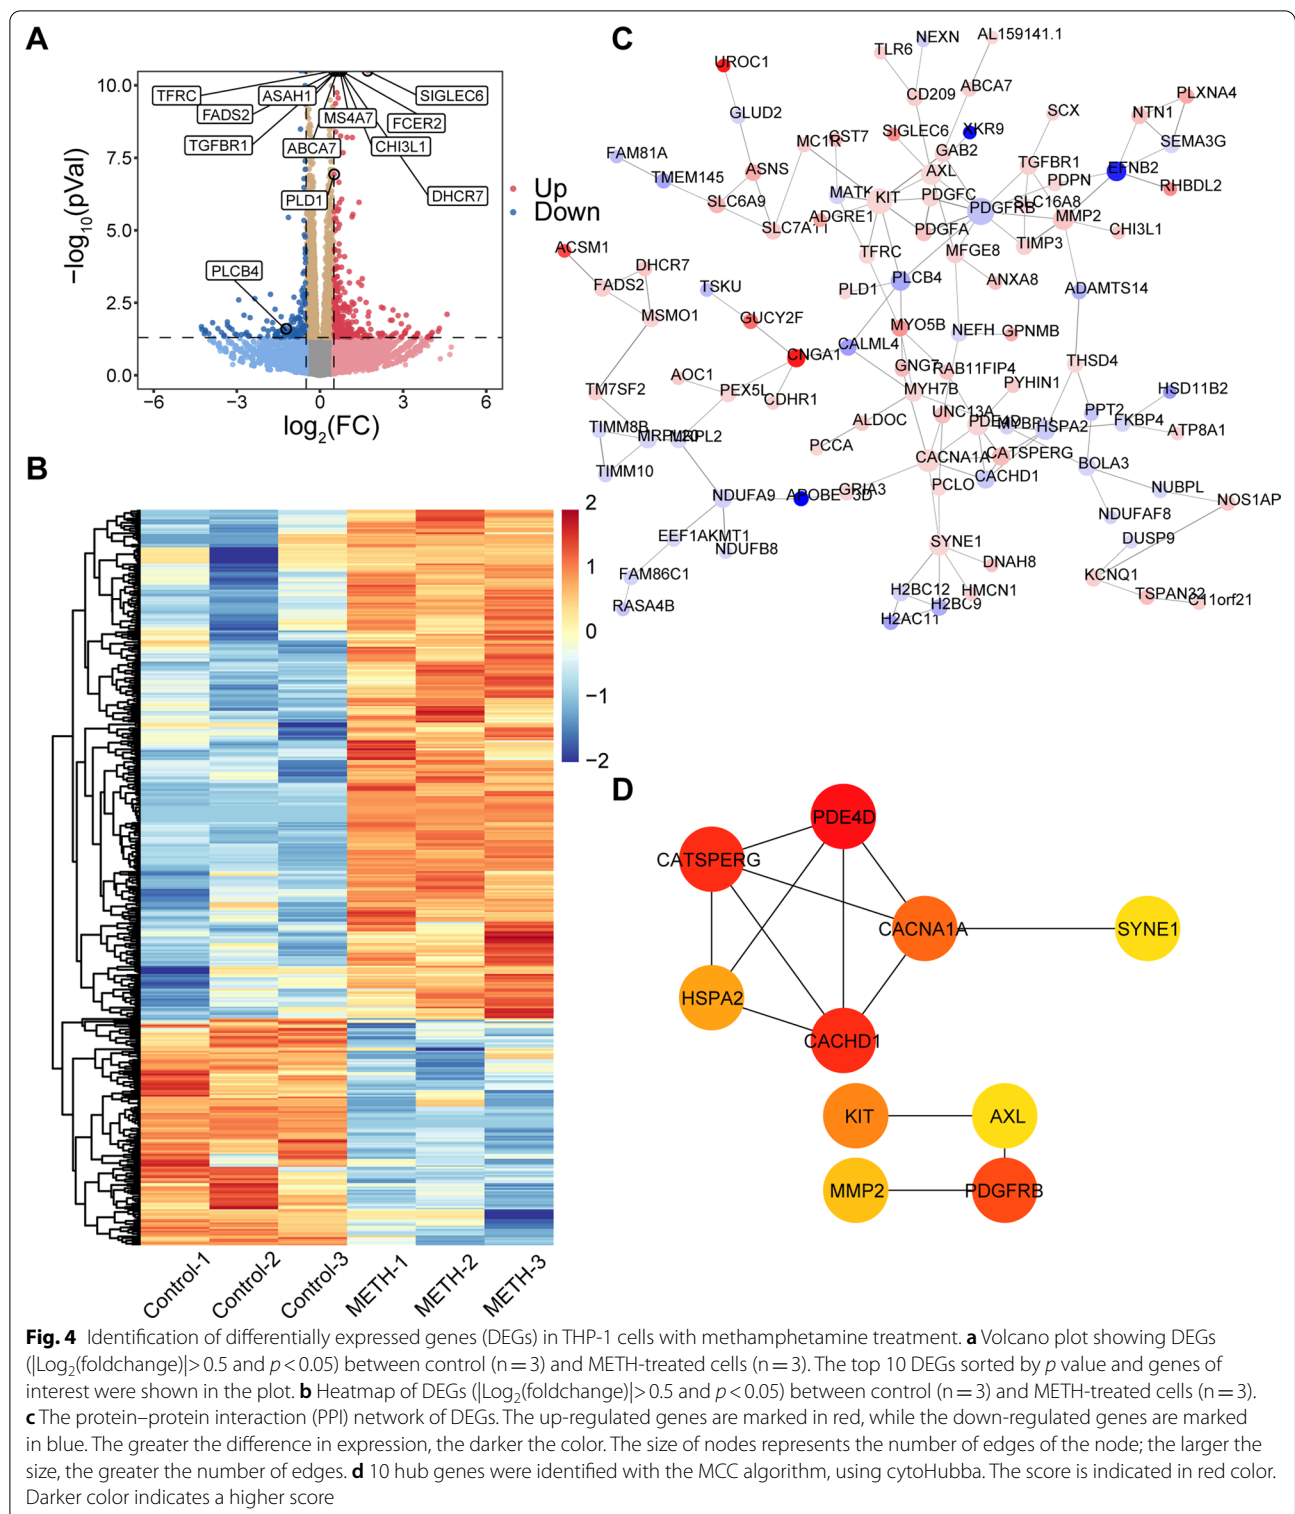 A
−log10(pVal)
10.0
7.5
5.0
2.5
0.0
−6
−3
0
3
6
log2(FC)
TFRC
FADS2
TGFBR1
ASAH1
MS4A7
ABCA7
PLD1
SIGLEC6
FCER2
CHI3L1
DHCR7
PLCB4
Up
Down
B
2
1
0
−1
−2
Control-1
Control-2
Control-3
METH-1
METH-2
METH-3
C
NEXN
AL159141.1
TLR6
UROC1
ABCA7
CD209
PLXNA4
SCX
NTN1
GLUD2
SIGLEC6
XKR9
MC1R
CST7
SEMA3G
GAB2
FAM81A
TGFBR1
EFNB2
AXL
ASNS
TMEM145
PDPN
RHBDL2
MATK
KIT
PDGFC
SLC16A8
SLC6A9
PDGFRB
ADGRE1
MMP2
SLC7A11
PDGFA
CHI3L1
ACSM1
TFRC
MFGE8
TIMP3
DHCR7
FADS2
TSKU
PLCB4
ANXA8
PLD1
ADAMTS14
MSMO1
GUCY2F
MYO5B
NEFH
GPNMB
CALML4
CNGA1
THSD4
GNG7
RAB11FIP4
AOC1
PYHIN1
TM7SF2
PEX5L
MYH7B
HSD11B2
CDHR1
UNC13A
PPT2
TIMM8B
ALDOC
PDE4D
HSPA2
FKBP4
MRPL20
MRPL2
ATP8A1
PCCA
CACNA1A
CATSPERG
TIMM10
CACHD1
BOLA3
PCLO
GRIA3
NUBPL
NDUFA9
NOS1AP
NDUFAF8
EEF1AKMT1
NDUFB8
SYNE1
DUSP9
DNAH8
FAM86C1
KCNQ1
H2BC12
HMCN1
RASA4B
H2BC9
TSPAN32
C11orf21
H2AC11
D
PDE4D
CATSPERG
CACNA1A
SYNE1
HSPA2
CACHD1
KIT
AXL
MMP2
PDGFRB
Fig. 4 Identification of differentially expressed genes (DEGs) in THP-1 cells with methamphetamine treatment. a Volcano plot showing DEGs
(|Log2(foldchange)|> 0.5 and p < 0.05) between control (n = 3) and METH-treated cells (n = 3). The top 10 DEGs sorted by p value and genes of
interest were shown in the plot. b Heatmap of DEGs (|Log2(foldchange)|> 0.5 and p < 0.05) between control (n = 3) and METH-treated cells (n = 3).
c The protein–protein interaction (PPI) network of DEGs. The up-regulated genes are marked in red, while the down-regulated genes are marked
in blue. The greater the difference in expression, the darker the color. The size of nodes represents the number of edges of the node; the larger the
size, the greater the number of edges. d 10 hub genes were identified with the MCC algorithm, using cytoHubba. The score is indicated in red color.
Darker color indicates a higher score